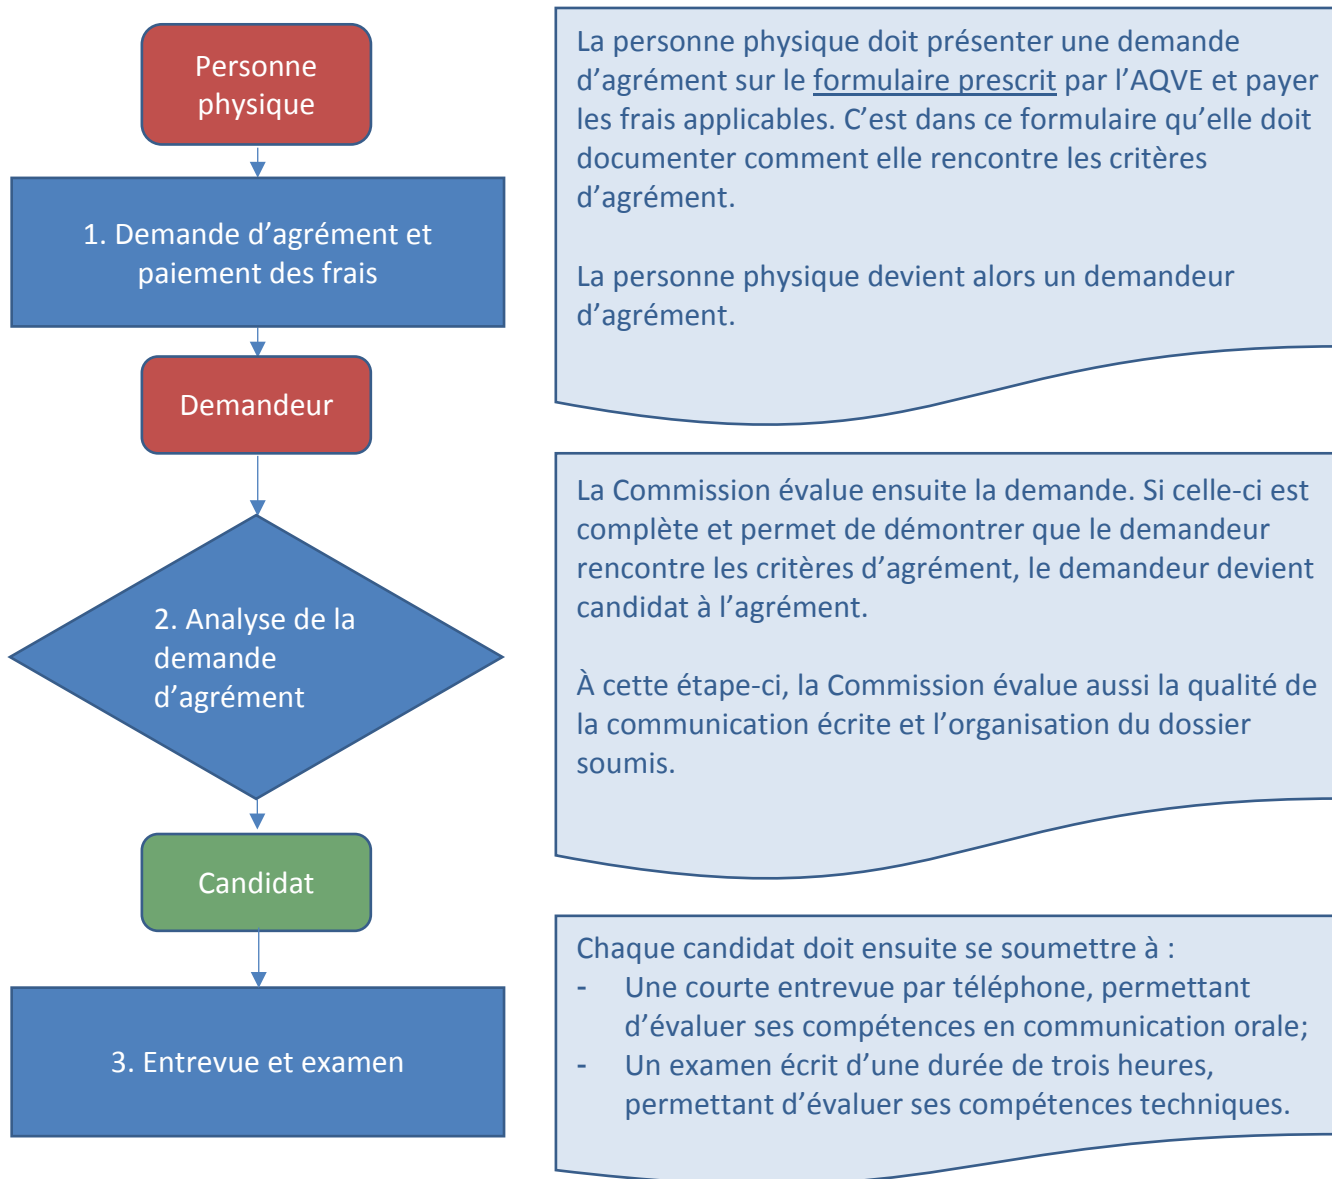 Personne
physique
La personne physique doit présenter une demande
d’agrément sur le formulaire prescrit par l’AQVE et payer
les frais applicables. C’est dans ce formulaire qu’elle doit
documenter comment elle rencontre les critères
d’agrément.
La personne physique devient alors un demandeur
d’agrément.
1. Demande d’agrément et
paiement des frais
Demandeur
La Commission évalue ensuite la demande. Si celle-ci est
complète et permet de démontrer que le demandeur
rencontre les critères d’agrément, le demandeur devient
candidat à l’agrément.
À cette étape-ci, la Commission évalue aussi la qualité de
la communication écrite et l’organisation du dossier
soumis.
2. Analyse de la
demande
d’agrément
Candidat
Chaque candidat doit ensuite se soumettre à :
- Une courte entrevue par téléphone, permettant
d’évaluer ses compétences en communication orale;
- Un examen écrit d’une durée de trois heures,
permettant d’évaluer ses compétences techniques.
3. Entrevue et examen